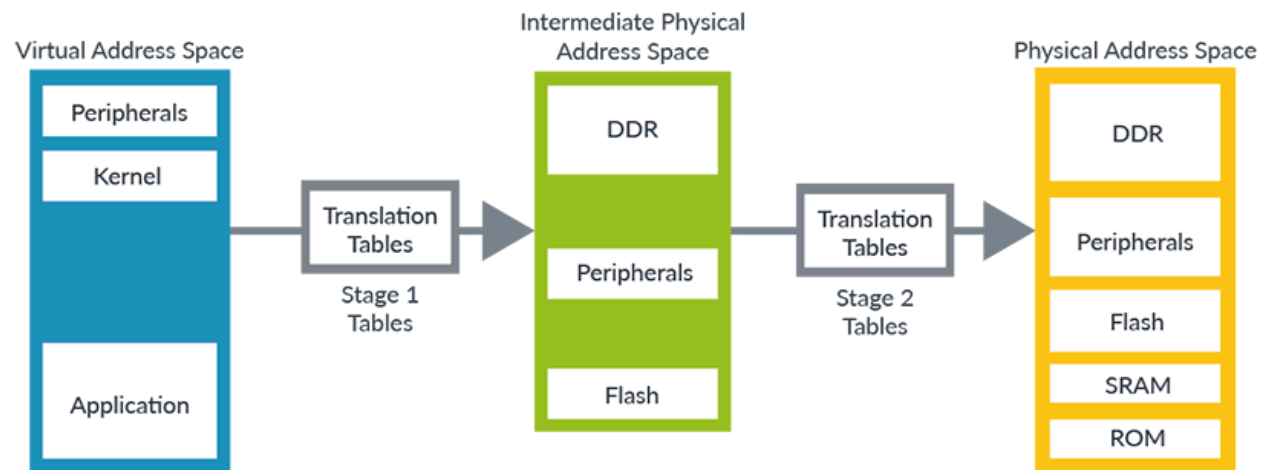 Virtual Address Space
Peripherals
Kernel
Application
Translation
Tables
Stage 1
Tables
Intermediate Physical
Address Space
DDR
Peripherals
Flash
Translation
Tables
Stage 2
Tables
Physical Address Space
DDR
Peripherals
Flash
SRAM
ROM